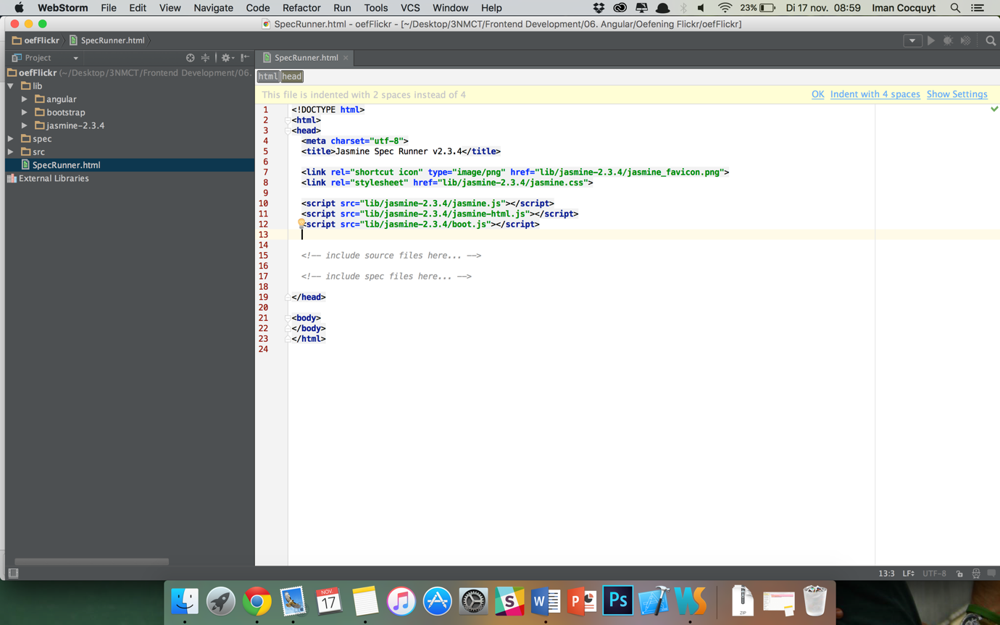 WebStorm File Edit View Navigate Code Refactor Run Tools VCS Window Help 23% Di 17 nov. 08:59 Iman Cocquyt
SpecRunner.html - oefFlickr - [~/Desktop/3NMCT/Frontend Development/06. Angular/Oefening Flickr/oefFlickr]
oefFlickr SpecRunner.html
Project
SpecRunner.html
oefFlickr (~/Desktop/3NMCT/Frontend Development/06.
lib
angular
bootstrap
jasmine-2.3.4
spec
src
SpecRunner.html
External Libraries
html head
This file is indented with 2 spaces instead of 4 OK Indent with 4 spaces Show Settings
1 <!DOCTYPE html>
2 <html>
3 <head>
4 <meta charset="utf-8">
5 <title>Jasmine Spec Runner v2.3.4</title>
6
7 <link rel="shortcut icon" type="image/png" href="lib/jasmine-2.3.4/jasmine_favicon.png">
8 <link rel="stylesheet" href="lib/jasmine-2.3.4/jasmine.css">
9
10 <script src="lib/jasmine-2.3.4/jasmine.js"></script>
11 <script src="lib/jasmine-2.3.4/jasmine-html.js"></script>
12 <script src="lib/jasmine-2.3.4/boot.js"></script>
13
14
15 <!-- include source files here... -->
16
17 <!-- include spec files here... -->
18
19 </head>
20
21 <body>
22 </body>
23 </html>
24
13:3 LF UTF-8
NOV.
17
S
W
P
Ps
WS
ZIP